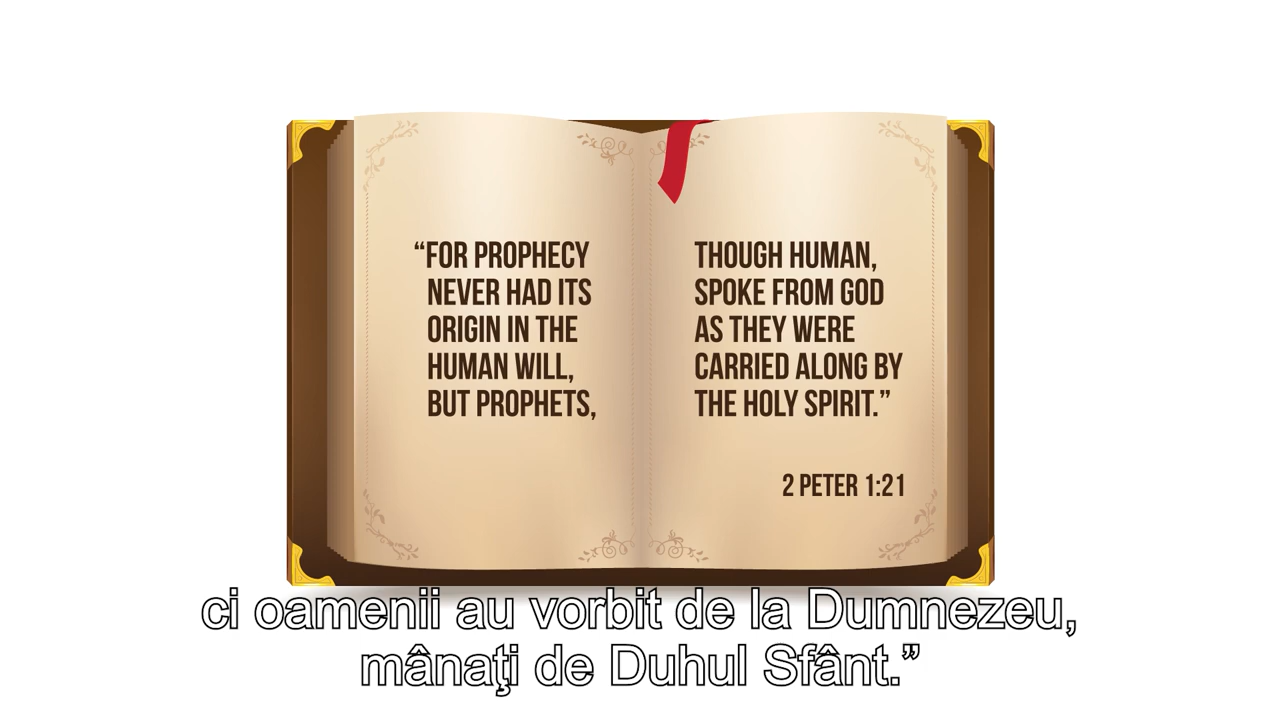 “FOR PROPHECY
NEVER HAD ITS
ORIGIN IN THE
HUMAN WILL,
BUT PROPHETS,
THOUGH HUMAN,
SPOKE FROM GOD
AS THEY WERE
CARRIED ALONG BY
THE HOLY SPIRIT.”
2 PETER 1:21
ci oamenii au vorbit de la Dumnezeu,
mânaţi de Duhul Sfânt.”